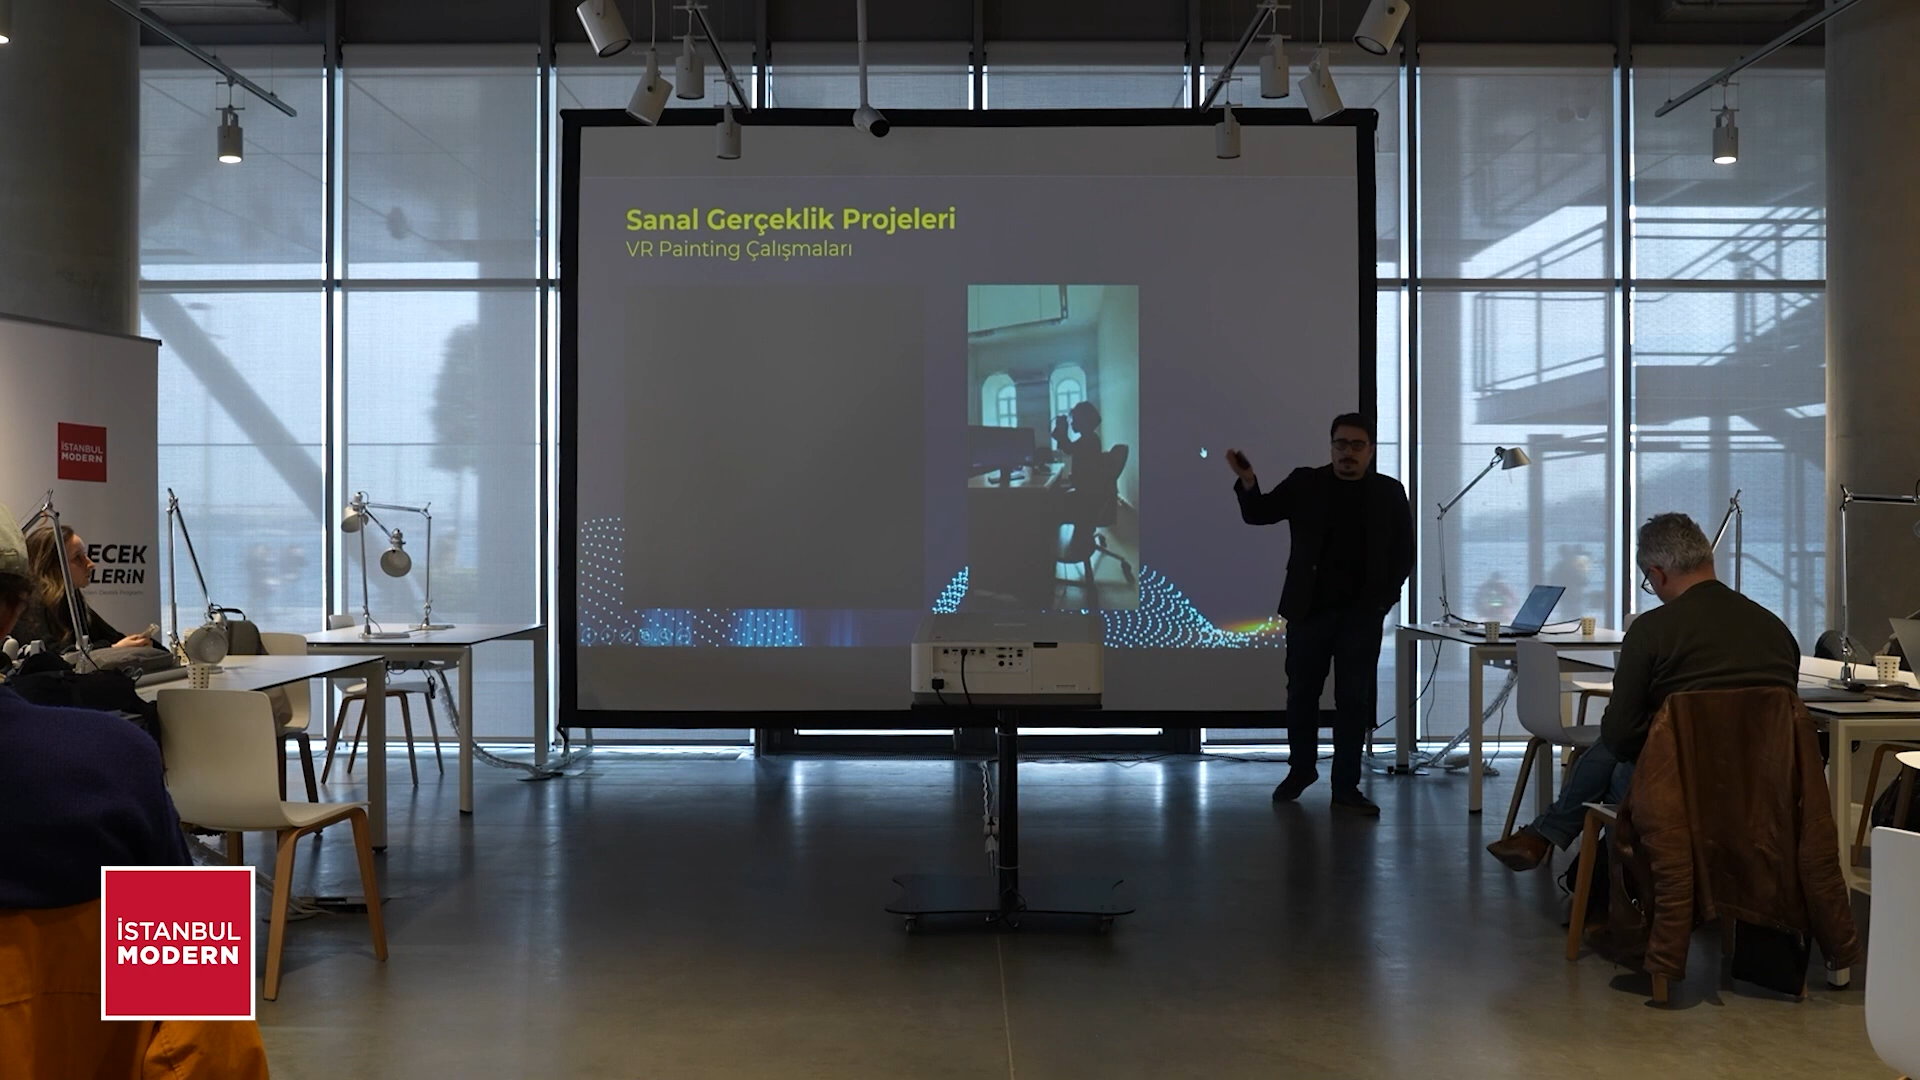 Sanal Gerçeklik Projeleri
VR Painting Çalışmaları
İSTANBUL
MODERN
ECEK
LERİN
İSTANBUL
MODERN